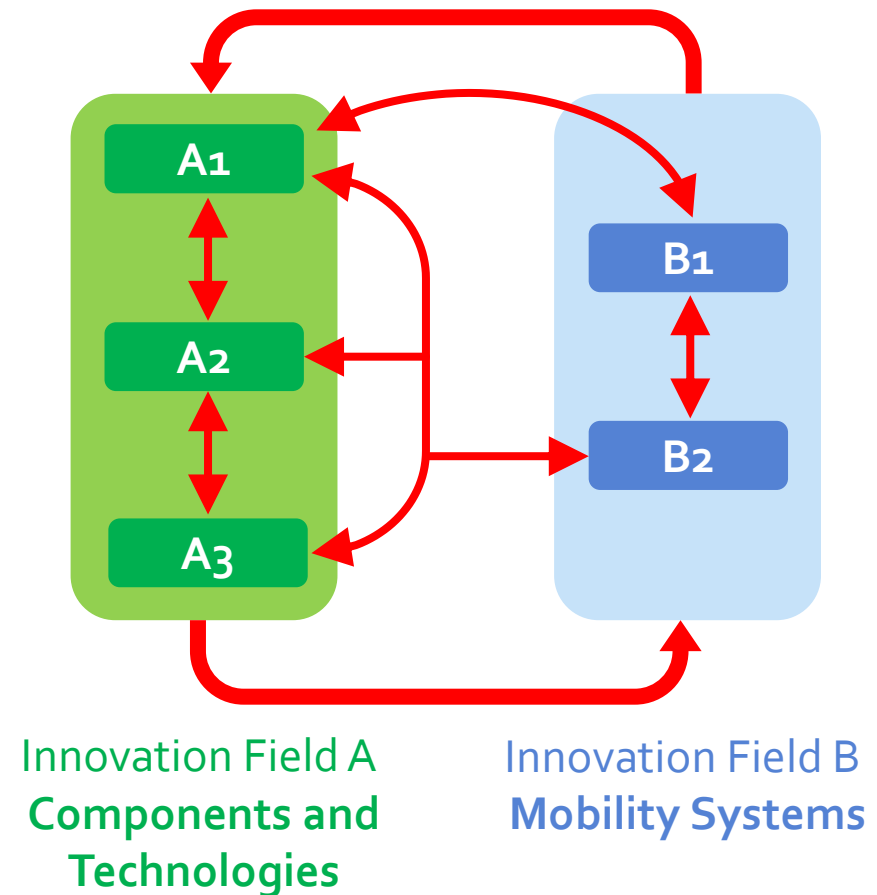 A1
B1
A2
B2
A3
Innovation Field A
Components and
Technologies
Innovation Field B
Mobility Systems